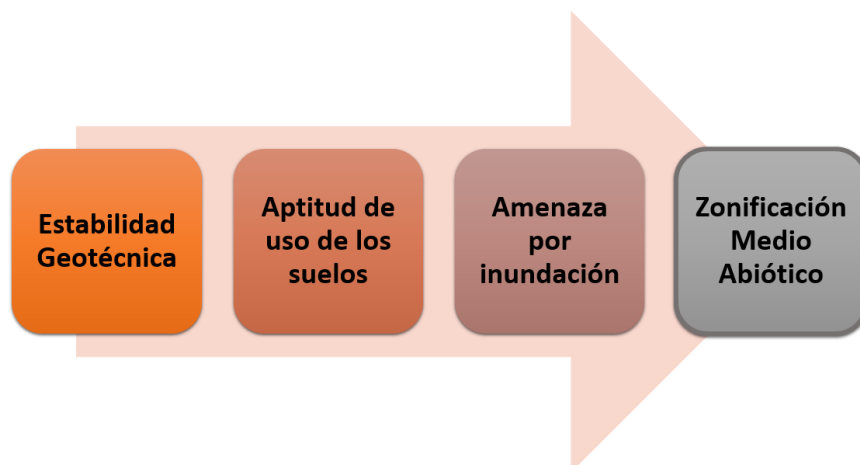 Estabilidad
Geotécnica
Aptitud de
uso de los
suelos
Amenaza
por
inundación
Zonificación
Medio
Abiótico